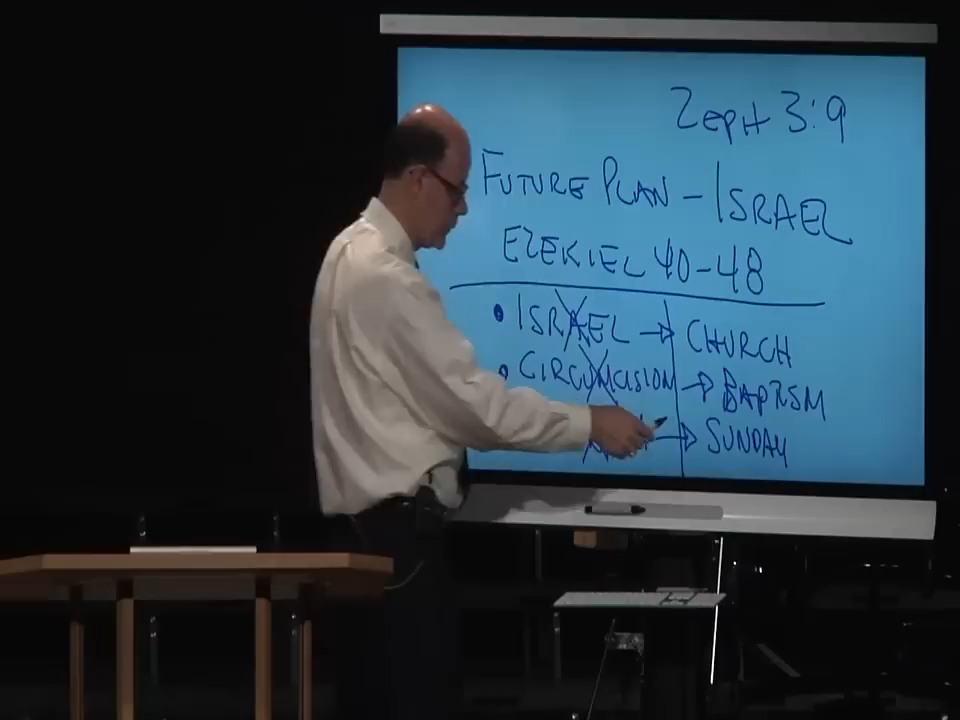 Zeph 3:9
FUTURE PLAN - ISRAEL
EZEKIEL 40-48
• ISRAEL → CHURCH
• CIRCUMCISION → BAPTISM
→ SUNDAY